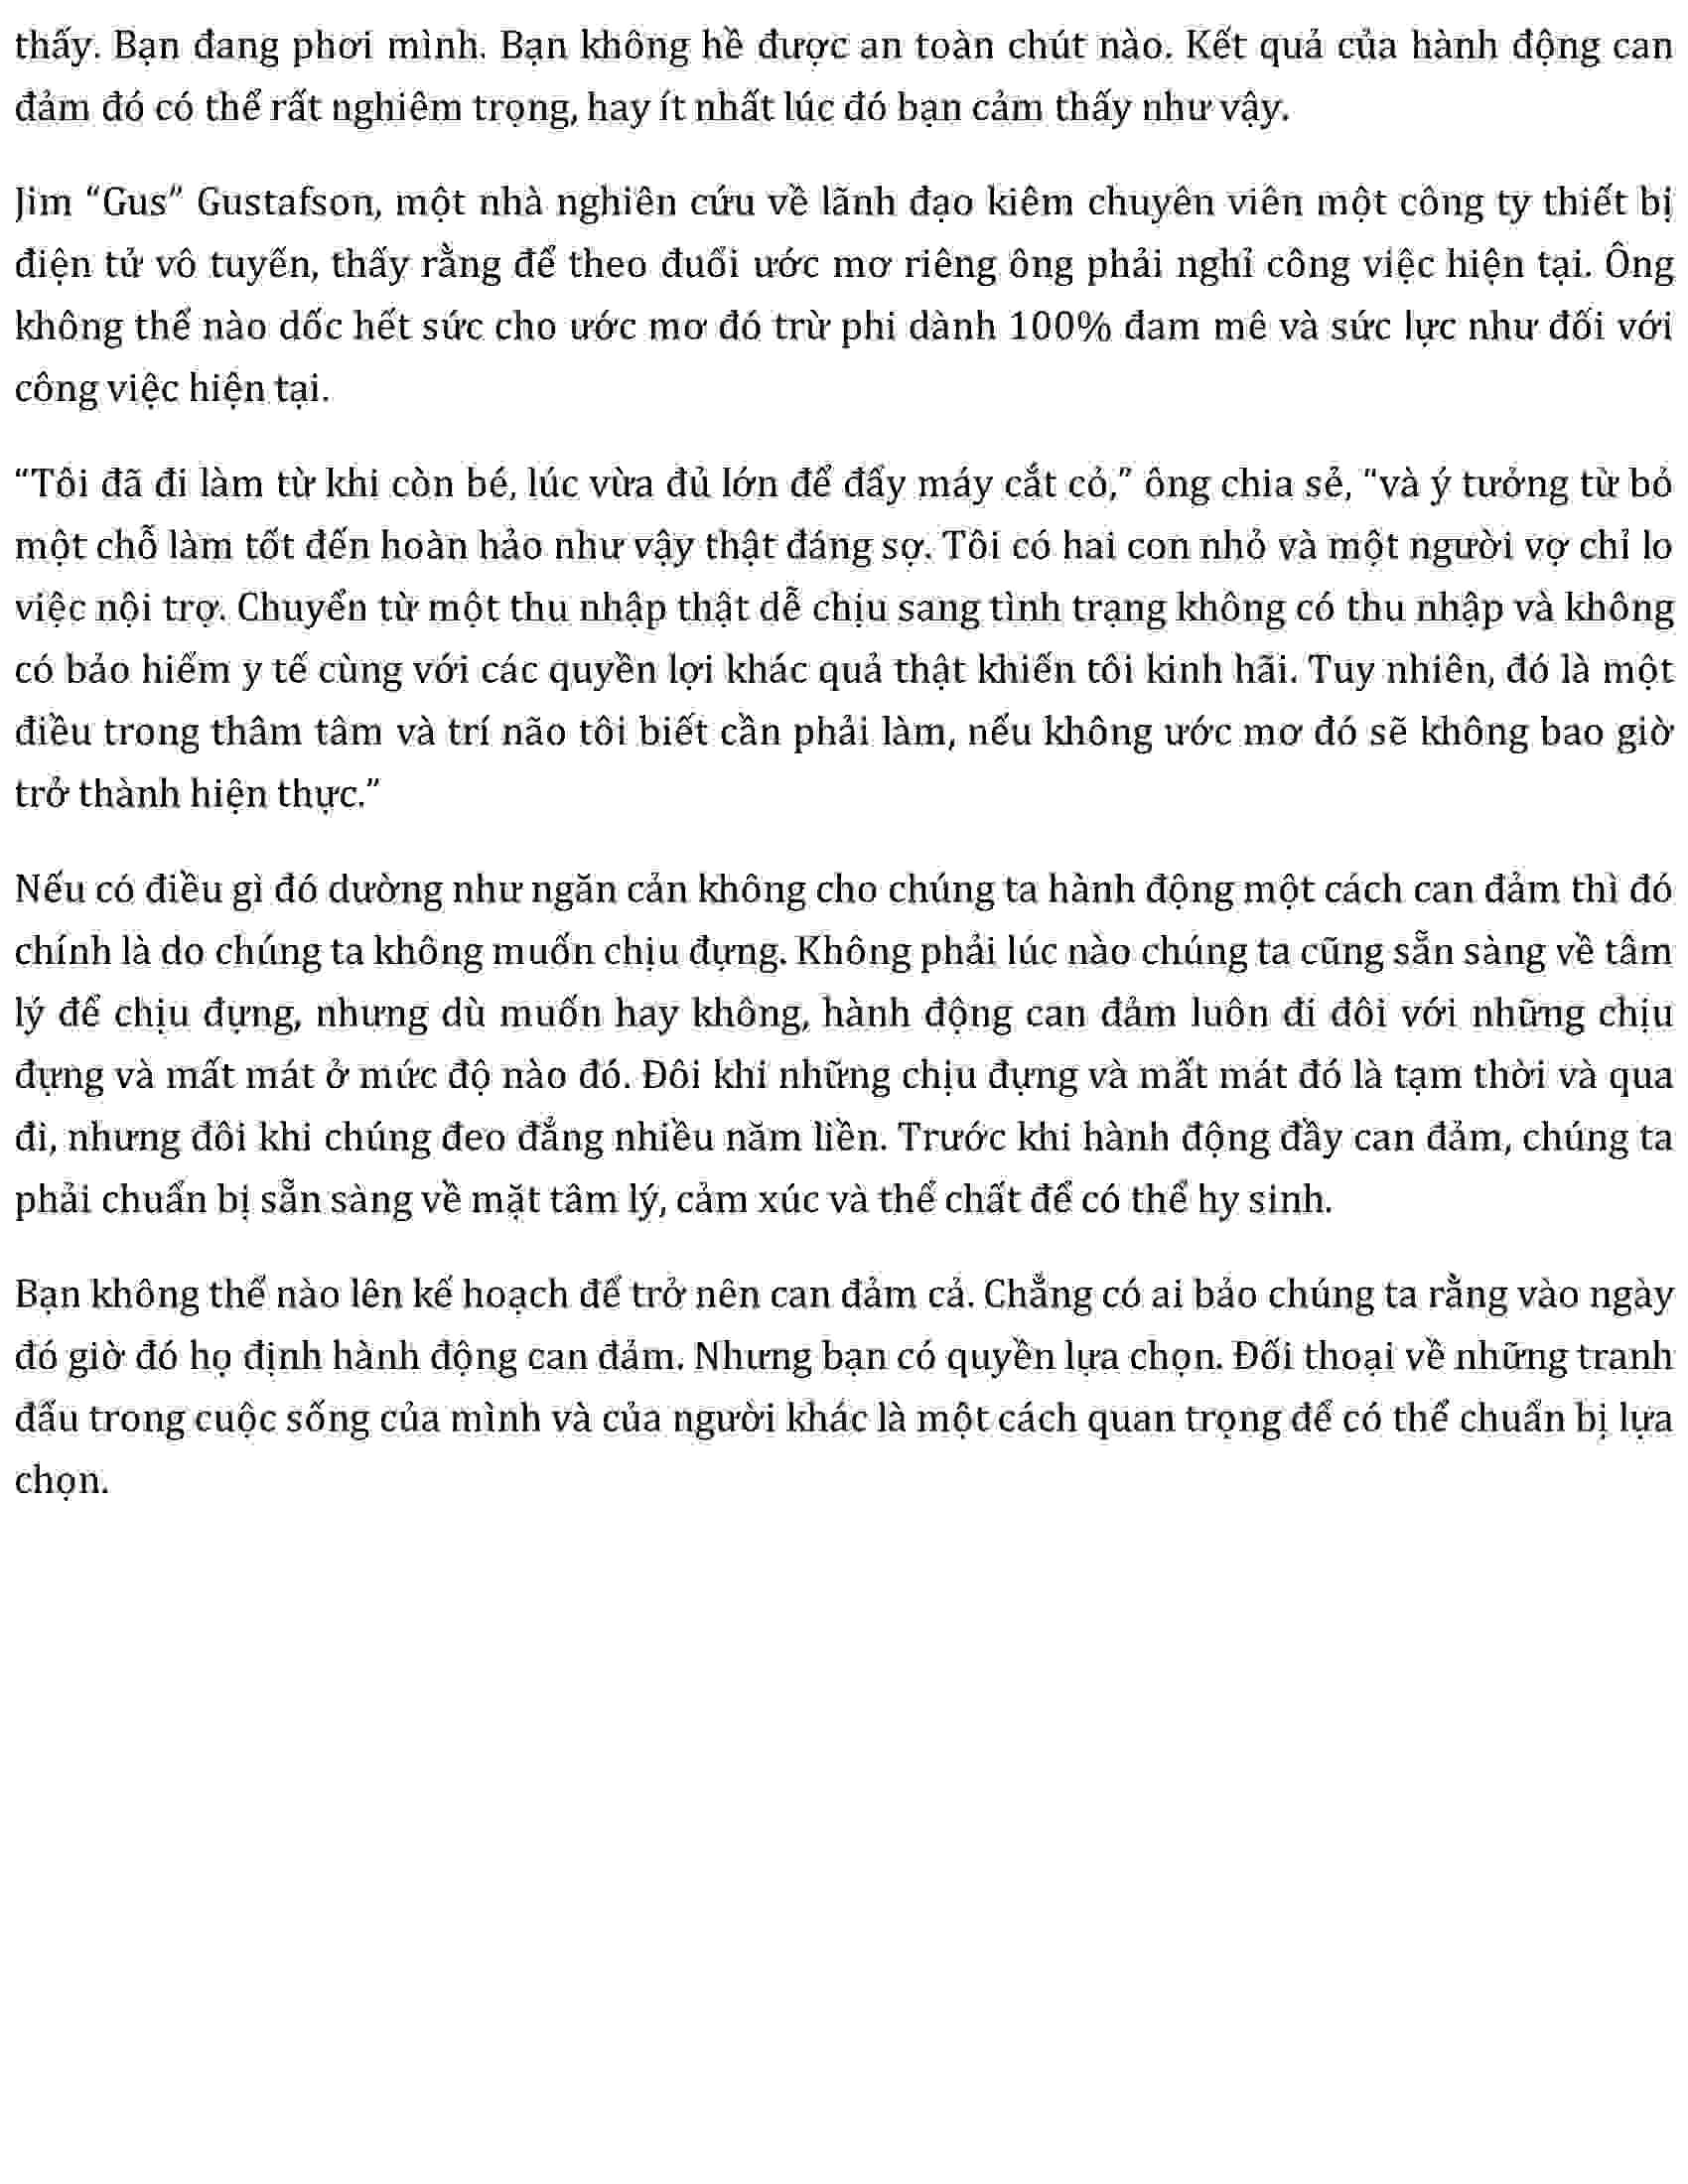 thấy. Bạn đang phơi mình. Bạn không hề được an toàn chút nào. Kết quả của hành động can
đảm đó có thể rất nghiêm trọng, hay ít nhất lúc đó bạn cảm thấy như vậy.
Jim “Gus” Gustafson, một nhà nghiên cứu về lãnh đạo kiêm chuyên viên một công ty thiết bị
điện tử vô tuyến, thấy rằng để theo đuổi ước mơ riêng ông phải nghỉ công việc hiện tại. Ông
không thể nào dốc hết sức cho ước mơ đó trừ phi dành 100% đam mê và sức lực như đối với
công việc hiện tại.
“Tôi đã đi làm từ khi còn bé, lúc vừa đủ lớn để đẩy máy cắt cỏ,” ông chia sẻ, “và ý tưởng từ bỏ
một chỗ làm tốt đến hoàn hảo như vậy thật đáng sợ. Tôi có hai con nhỏ và một người vợ chỉ lo
việc nội trợ. Chuyển từ một thu nhập thật dễ chịu sang tình trạng không có thu nhập và không
có bảo hiểm y tế cùng với các quyền lợi khác quả thật khiến tôi kinh hãi. Tuy nhiên, đó là một
điều trong thâm tâm và trí não tôi biết cần phải làm, nếu không ước mơ đó sẽ không bao giờ
trở thành hiện thực.”
Nếu có điều gì đó dường như ngăn cản không cho chúng ta hành động một cách can đảm thì đó
chính là do chúng ta không muốn chịu đựng. Không phải lúc nào chúng ta cũng sẵn sàng về tâm
lý để chịu đựng, nhưng dù muốn hay không, hành động can đảm luôn đi đôi với những chịu
đựng và mất mát ở mức độ nào đó. Đôi khi những chịu đựng và mất mát đó là tạm thời và qua
đi, nhưng đôi khi chúng đeo đẳng nhiều năm liền. Trước khi hành động đầy can đảm, chúng ta
phải chuẩn bị sẵn sàng về mặt tâm lý, cảm xúc và thể chất để có thể hy sinh.
Bạn không thể nào lên kế hoạch để trở nên can đảm cả. Chẳng có ai bảo chúng ta rằng vào ngày
đó giờ đó họ định hành động can đảm. Nhưng bạn có quyền lựa chọn. Đối thoại về những tranh
đấu trong cuộc sống của mình và của người khác là một cách quan trọng để có thể chuẩn bị lựa
chọn.